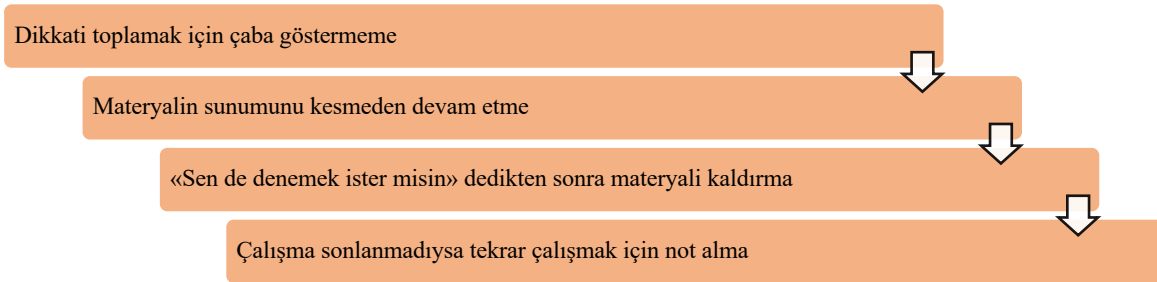 Dikkati toplamak için çaba göstermeme
Materyalin sunumunu kesmeden devam etme
«Sen de denemek ister misin» dedikten sonra materyali kaldırma
Çalışma sonlanmadıysa tekrar çalışmak için not alma